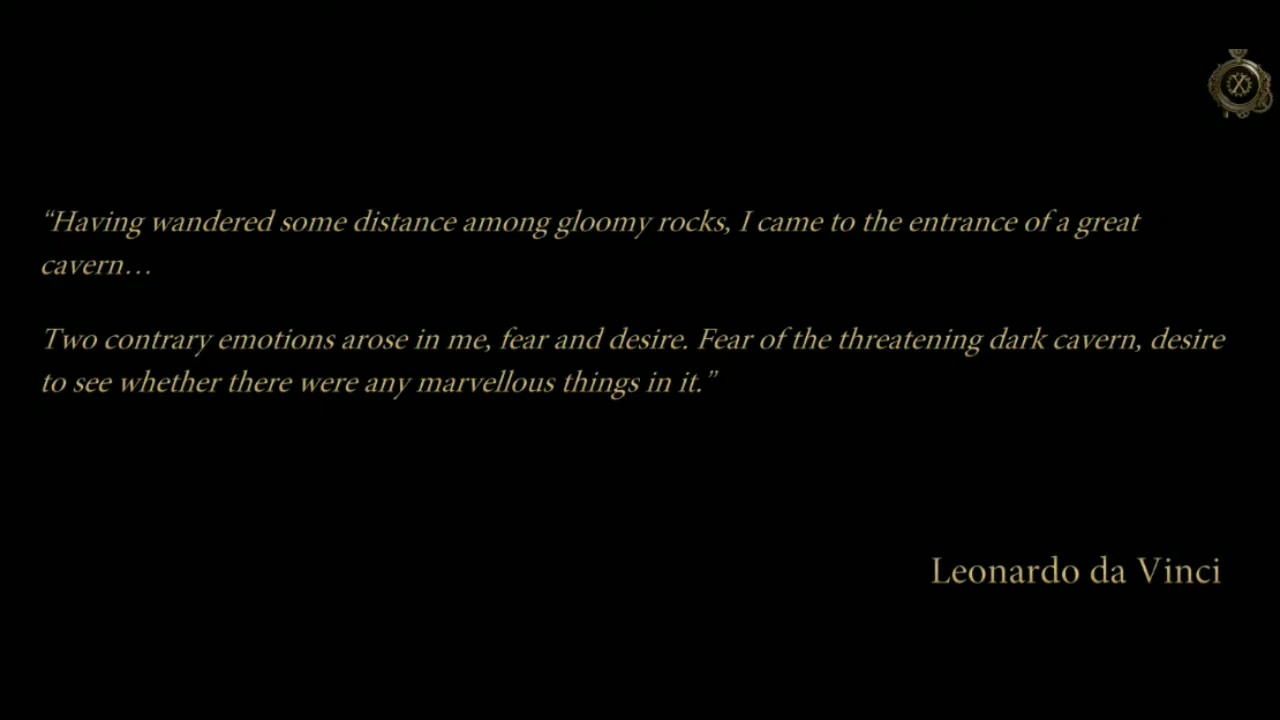 “Having wandered some distance among gloomy rocks, I came to the entrance of a great
cavern…
Two contrary emotions arose in me, fear and desire. Fear of the threatening dark cavern, desire
to see whether there were any marvellous things in it.”
Leonardo da Vinci